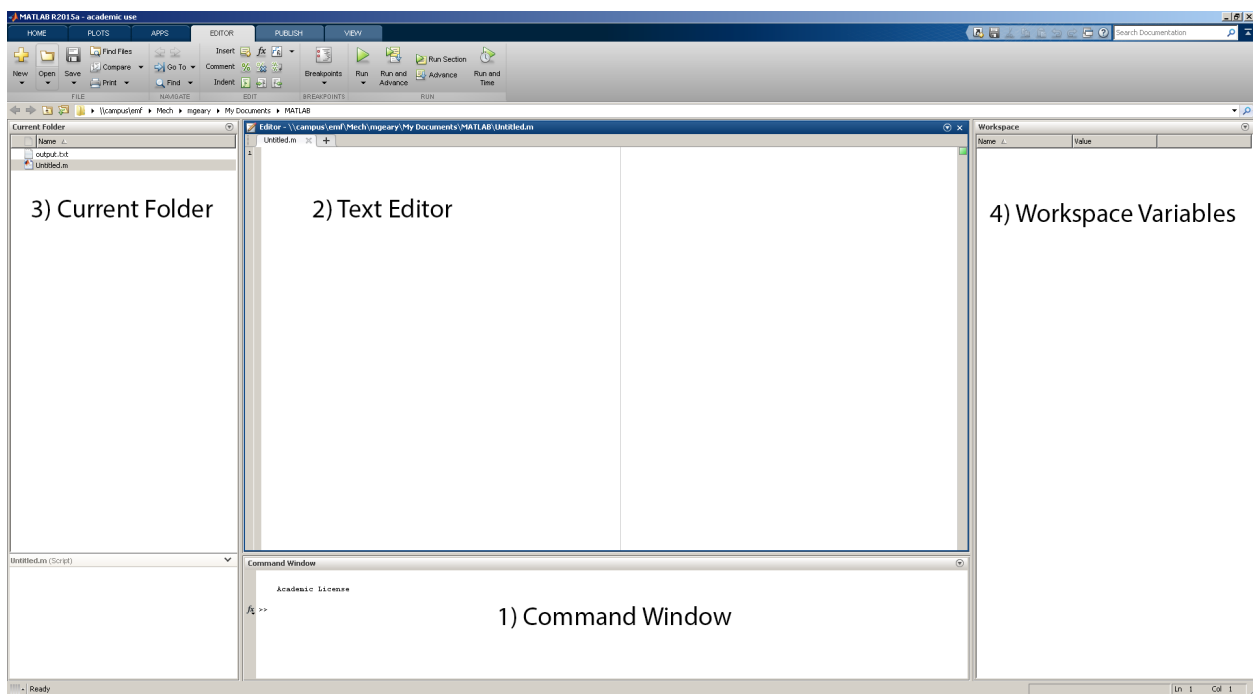 MATLAB R2015a - academic use
HOME PLOTS APPS EDITOR PUBLISH VIEW
Search Documentation
New Open Save Find Files Compare Print
Go To Find
Insert Comment Indent
fx
Breakpoints Run Run and Advance Run Section Advance Run and Time
FILE NAVIGATE EDIT BREAKPOINTS RUN
\\campus\emf Mech mgeary My Documents MATLAB
Current Folder
Name
output.txt
Untitled.m
3) Current Folder
Untitled.m (Script)
Editor - \\campus\emf\Mech\mgeary\My Documents\MATLAB\Untitled.m
Untitled.m +
1
2) Text Editor
Command Window
Academic License
fx >>
1) Command Window
Workspace
Name Value
4) Workspace Variables
Ready
Ln 1 Col 1